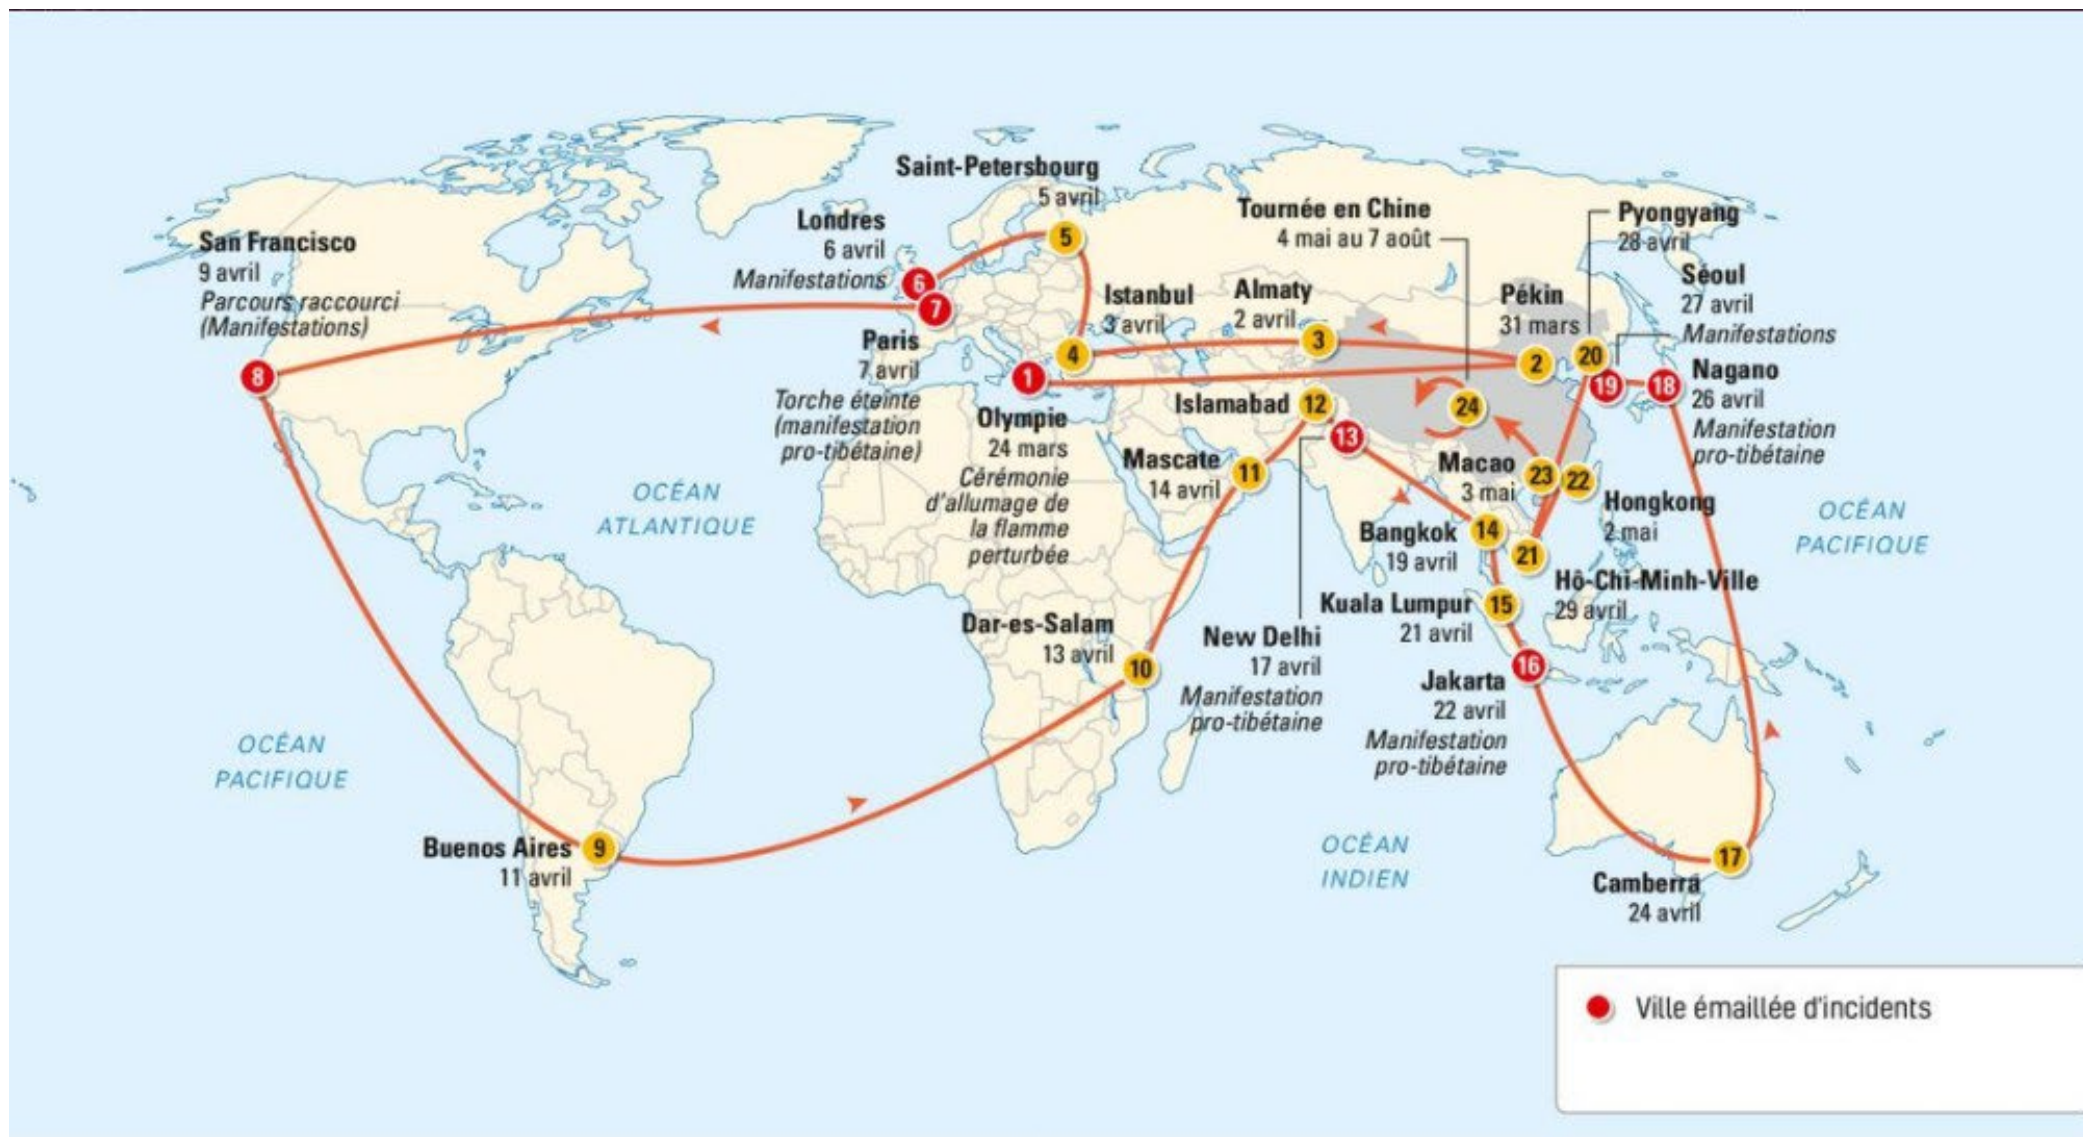 Saint-Petersbourg
5 avril
Londres
6 avril
Manifestations
San Francisco
9 avril
Parcours raccourci
(Manifestations)
Tournée en Chine
4 mai au 7 août
Pyongyang
28 avril
Séoul
27 avril
Manifestations
Istanbul
3 avril
Almaty
2 avril
Pékin
31 mars
Paris
7 avril
Torche éteinte
(manifestation
pro-tibétaine)
Olympie
24 mars
Cérémonie
d'allumage de
la flamme
perturbée
Nagano
26 avril
Manifestation
pro-tibétaine
Islamabad
Mascate
14 avril
Macao
3 mai
Hongkong
2 mai
Bangkok
19 avril
Hô-Chi-Minh-Ville
29 avril
Kuala Lumpur
21 avril
Dar-es-Salam
13 avril
New Delhi
17 avril
Manifestation
pro-tibétaine
Jakarta
22 avril
Manifestation
pro-tibétaine
Buenos Aires
11 avril
Camberra
24 avril
OCÉAN
ATLANTIQUE
OCÉAN
PACIFIQUE
OCÉAN
PACIFIQUE
OCÉAN
INDIEN
1
2
3
4
5
6
7
8
9
10
11
12
13
14
15
16
17
18
19
20
21
22
23
24
Ville émaillée d'incidents